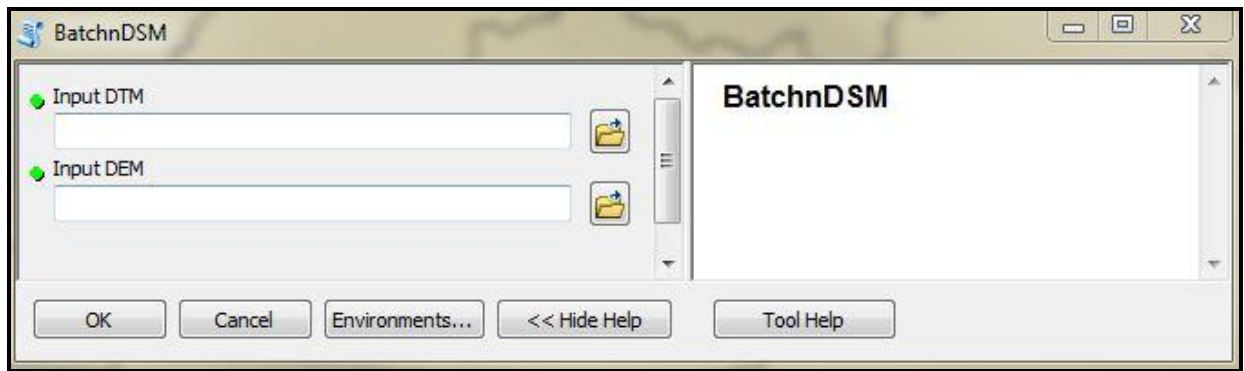 BatchnDSM
Input DTM
Input DEM
BatchnDSM
OK Cancel Environments... << Hide Help Tool Help